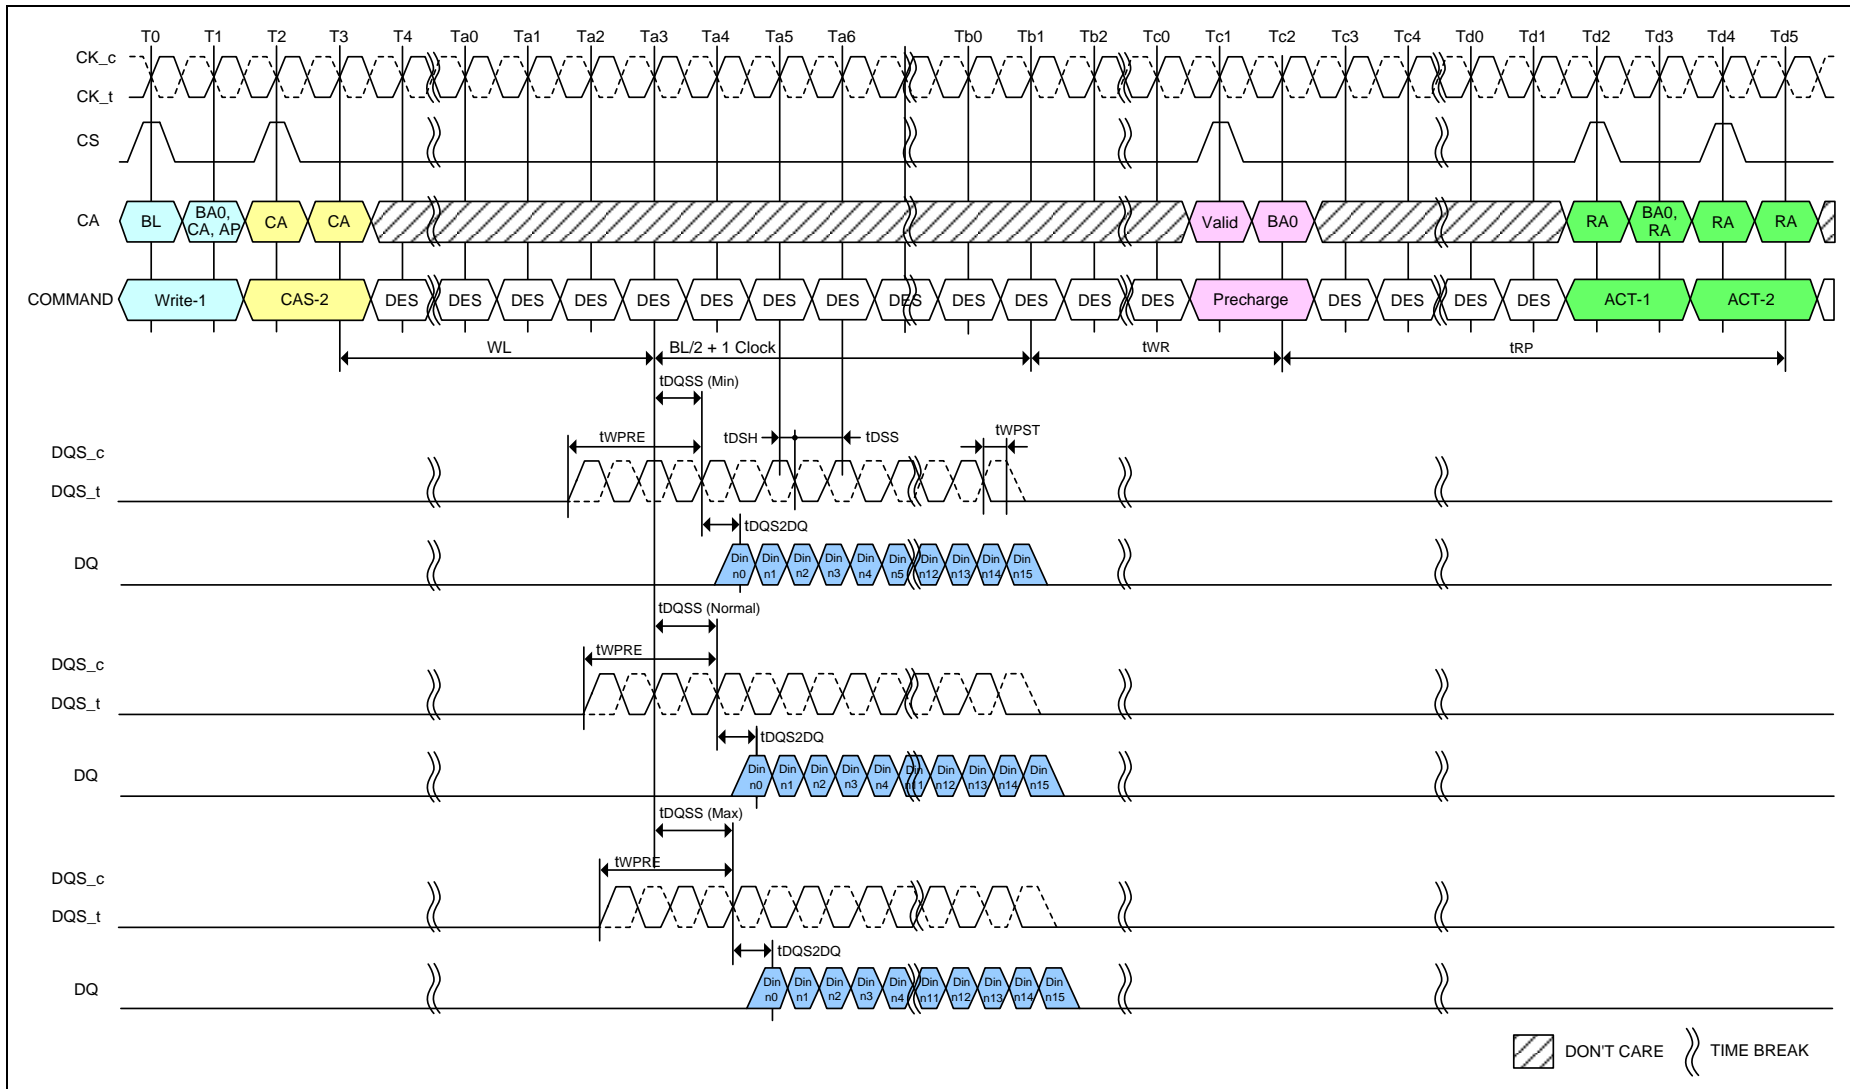 T0 T1 T2 T3 T4 Ta0 Ta1 Ta2 Ta3 Ta4 Ta5 Ta6 Tb0 Tb1 Tb2 Tc0 Tc1 Tc2 Tc3 Tc4 Td0 Td1 Td2 Td3 Td4 Td5
CK_c
CK_t
CS
CA BL BA0, CA, AP CA CA Valid BA0 RA BA0, RA RA RA
COMMAND Write-1 CAS-2 DES DES DES DES DES DES DES DES DES DES DES DES DES Precharge DES DES DES DES ACT-1 ACT-2
WL BL/2 + 1 Clock tWR tRP
tDQSS (Min)
tWPRE tDSH tDSS tWPST
DQS_c
DQS_t
tDQS2DQ
DQ Din n0 Din n1 Din n2 Din n3 Din n4 Din n5 Din n12 Din n13 Din n14 Din n15
tDQSS (Normal)
tWPRE
DQS_c
DQS_t
tDQS2DQ
DQ Din n0 Din n1 Din n2 Din n3 Din n4 Din n11 Din n12 Din n13 Din n14 Din n15
tDQSS (Max)
tWPRE
DQS_c
DQS_t
tDQS2DQ
DQ Din n0 Din n1 Din n2 Din n3 Din n4 Din n11 Din n12 Din n13 Din n14 Din n15
DON'T CARE TIME BREAK